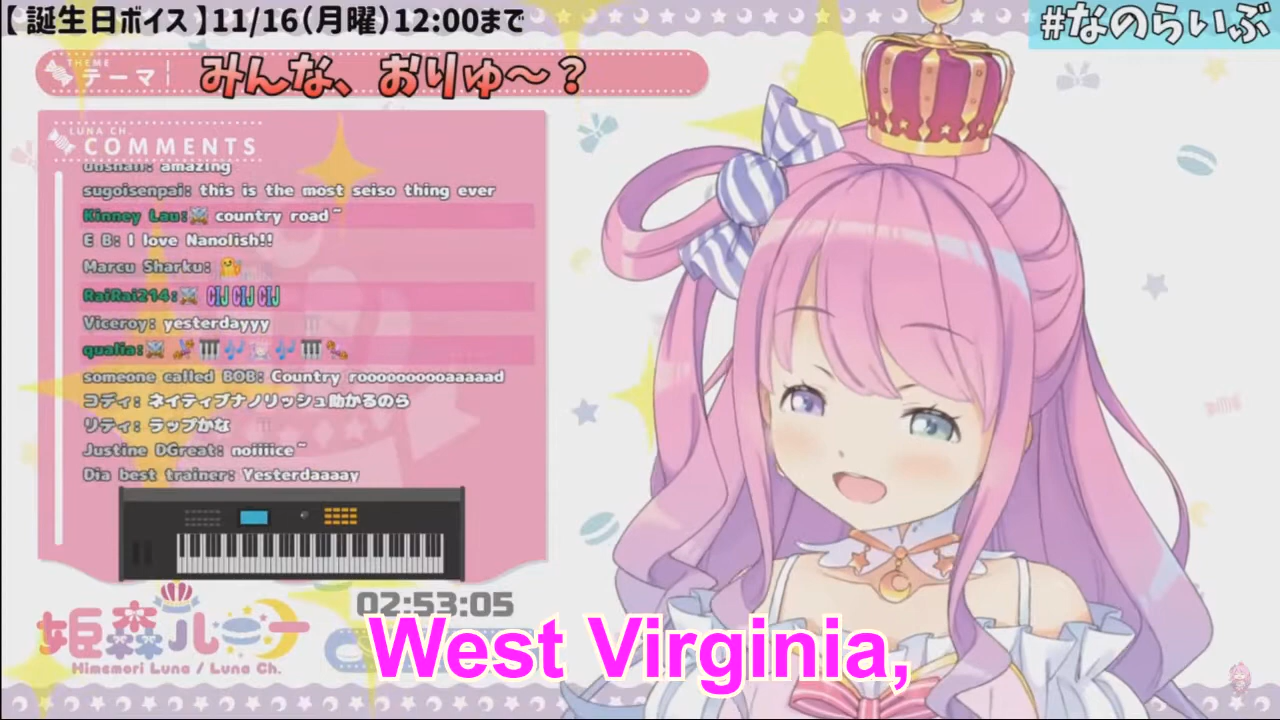 【誕生日ボイス】11/16(月曜)12:00まで
#なのらいぶ
THEME
テーマ
みんな、おりゅ〜？
LUNA CH.
COMMENTS
amazing
sugoisenpai: this is the most seiso thing ever
Kinney Lau: country road~
E B: I love Nanolish!!
Marcu Sharku:
RaiRai214:
Viceroy: yesterdayyy
qualia:
someone called BOB: Country roooooooooaaaaad
コディ: ネイティブナノリッシュ助かるのら
リティ: ラップかな
Justine DGreat: noiiiice~
Dia best trainer: Yesterdaaaay
02:53:05
姫森ルーナ
Himemori Luna / Luna Ch.
West Virginia,